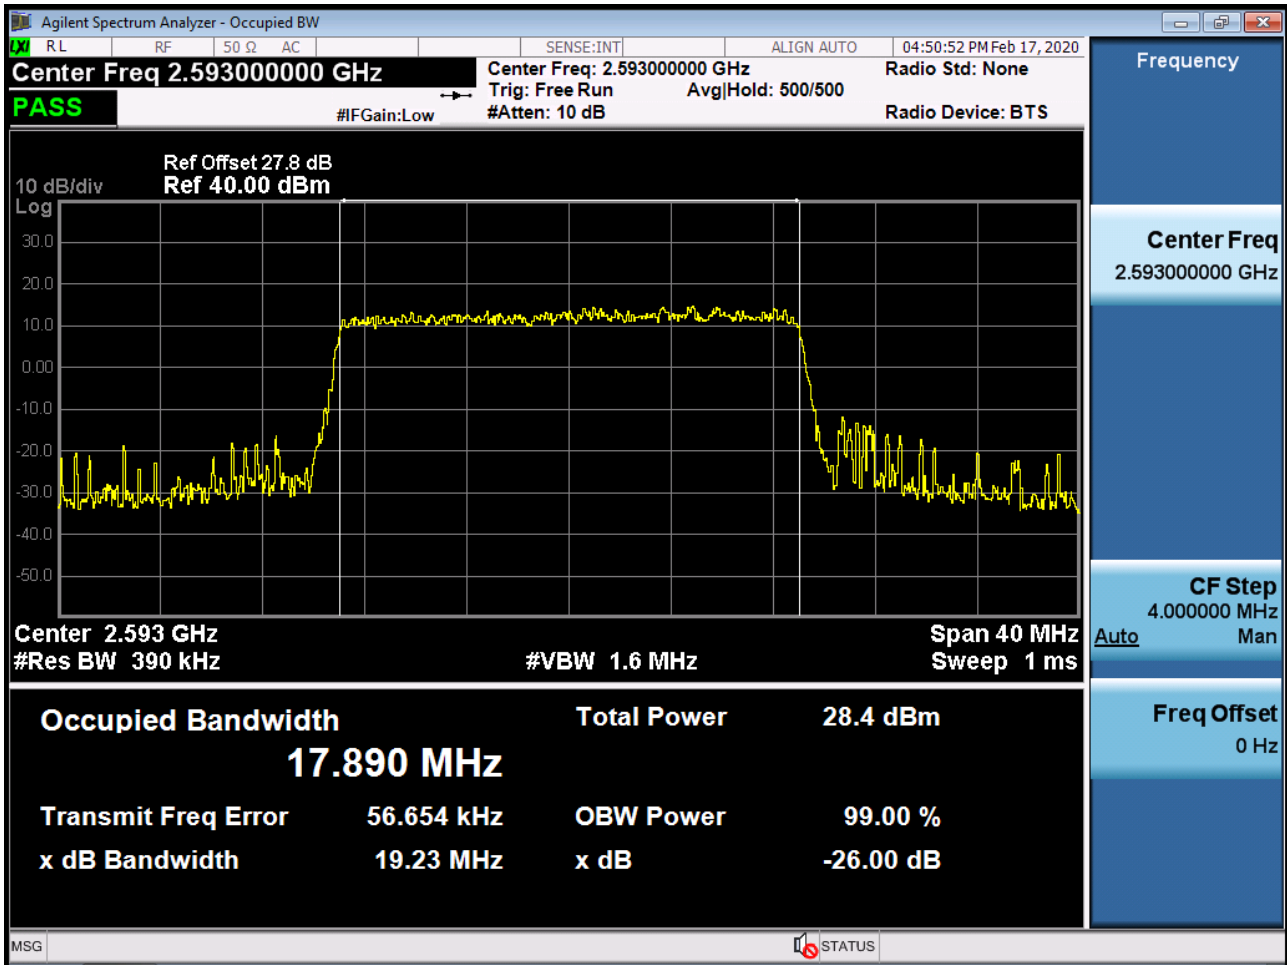 Agilent Spectrum Analyzer - Occupied BW
LXI RL RF 50 Ω AC SENSE:INT ALIGN AUTO 04:50:52 PM Feb 17, 2020
Center Freq 2.593000000 GHz
PASS
#IFGain:Low
Center Freq: 2.593000000 GHz
Trig: Free Run Avg|Hold: 500/500
#Atten: 10 dB
Radio Std: None
Radio Device: BTS
Ref Offset 27.8 dB
10 dB/div Ref 40.00 dBm
Log
30.0
20.0
10.0
0.00
-10.0
-20.0
-30.0
-40.0
-50.0
Center 2.593 GHz Span 40 MHz
#Res BW 390 kHz #VBW 1.6 MHz Sweep 1 ms
Occupied Bandwidth Total Power 28.4 dBm
17.890 MHz
Transmit Freq Error 56.654 kHz OBW Power 99.00 %
x dB Bandwidth 19.23 MHz x dB -26.00 dB
Frequency
Center Freq
2.593000000 GHz
CF Step
4.000000 MHz
Auto Man
Freq Offset
0 Hz
MSG STATUS